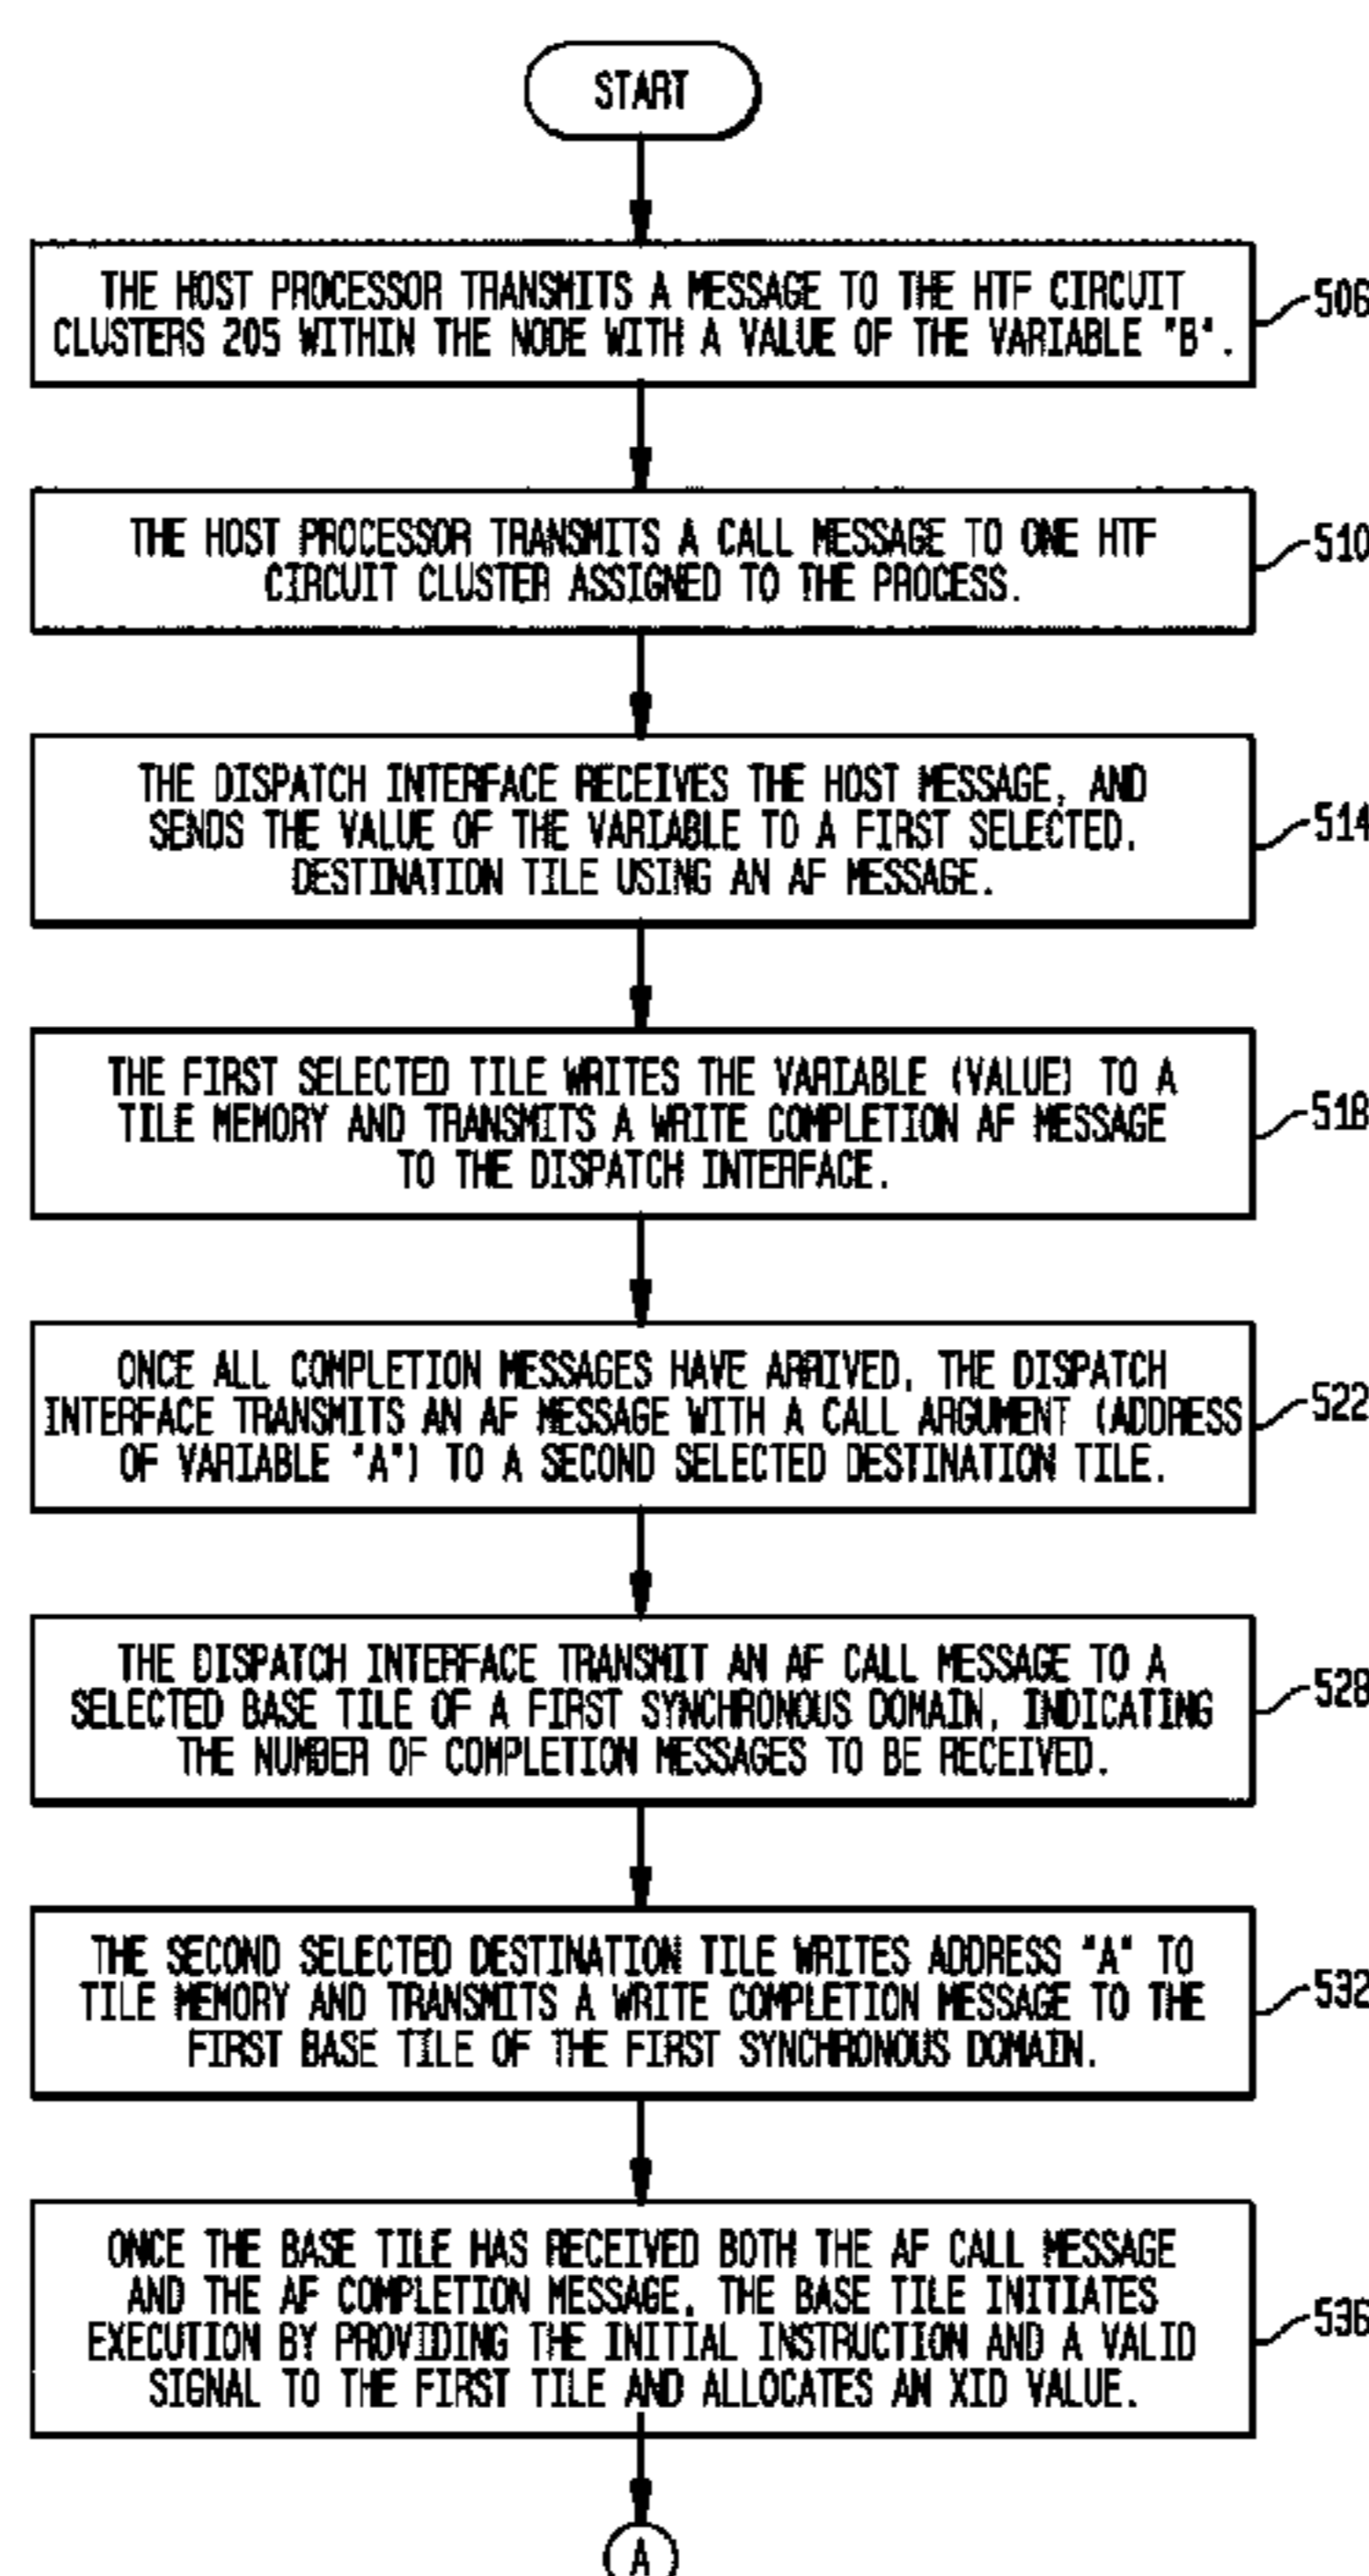 START
THE HOST PROCESSOR TRANSMITS A MESSAGE TO THE HTF CIRCUIT
CLUSTERS 205 WITHIN THE NODE WITH A VALUE OF THE VARIABLE "B".
506
THE HOST PROCESSOR TRANSMITS A CALL MESSAGE TO ONE HTF
CIRCUIT CLUSTER ASSIGNED TO THE PROCESS.
510
THE DISPATCH INTERFACE RECEIVES THE HOST MESSAGE, AND
SENDS THE VALUE OF THE VARIABLE TO A FIRST SELECTED,
DESTINATION TILE USING AN AF MESSAGE.
514
THE FIRST SELECTED TILE WRITES THE VARIABLE (VALUE) TO A
TILE MEMORY AND TRANSMITS A WRITE COMPLETION AF MESSAGE
TO THE DISPATCH INTERFACE.
518
ONCE ALL COMPLETION MESSAGES HAVE ARRIVED, THE DISPATCH
INTERFACE TRANSMITS AN AF MESSAGE WITH A CALL ARGUMENT (ADDRESS
OF VARIABLE "A") TO A SECOND SELECTED DESTINATION TILE.
522
THE DISPATCH INTERFACE TRANSMIT AN AF CALL MESSAGE TO A
SELECTED BASE TILE OF A FIRST SYNCHRONOUS DOMAIN, INDICATING
THE NUMBER OF COMPLETION MESSAGES TO BE RECEIVED.
528
THE SECOND SELECTED DESTINATION TILE WRITES ADDRESS "A" TO
TILE MEMORY AND TRANSMITS A WRITE COMPLETION MESSAGE TO THE
FIRST BASE TILE OF THE FIRST SYNCHRONOUS DOMAIN.
532
ONCE THE BASE TILE HAS RECEIVED BOTH THE AF CALL MESSAGE
AND THE AF COMPLETION MESSAGE, THE BASE TILE INITIATES
EXECUTION BY PROVIDING THE INITIAL INSTRUCTION AND A VALID
SIGNAL TO THE FIRST TILE AND ALLOCATES AN XID VALUE.
536
A